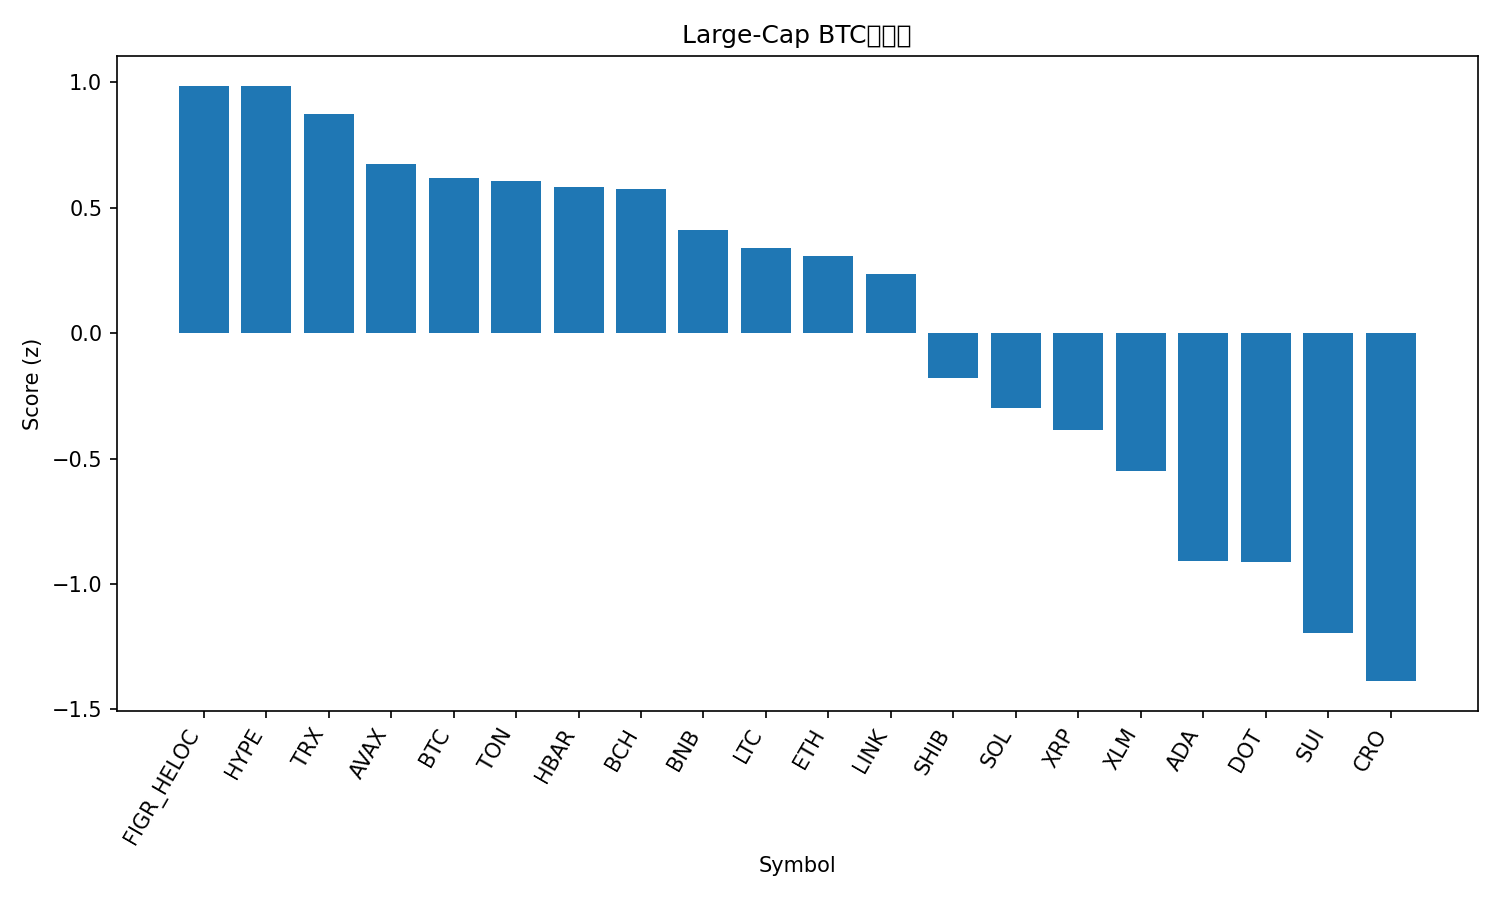 Large-Cap BTC
Score (z)
1.0
0.5
0.0
−0.5
−1.0
−1.5
FIGR_HELOC
HYPE
TRX
AVAX
BTC
TON
HBAR
BCH
BNB
LTC
ETH
LINK
SHIB
SOL
XRP
XLM
ADA
DOT
SUI
CRO
Symbol